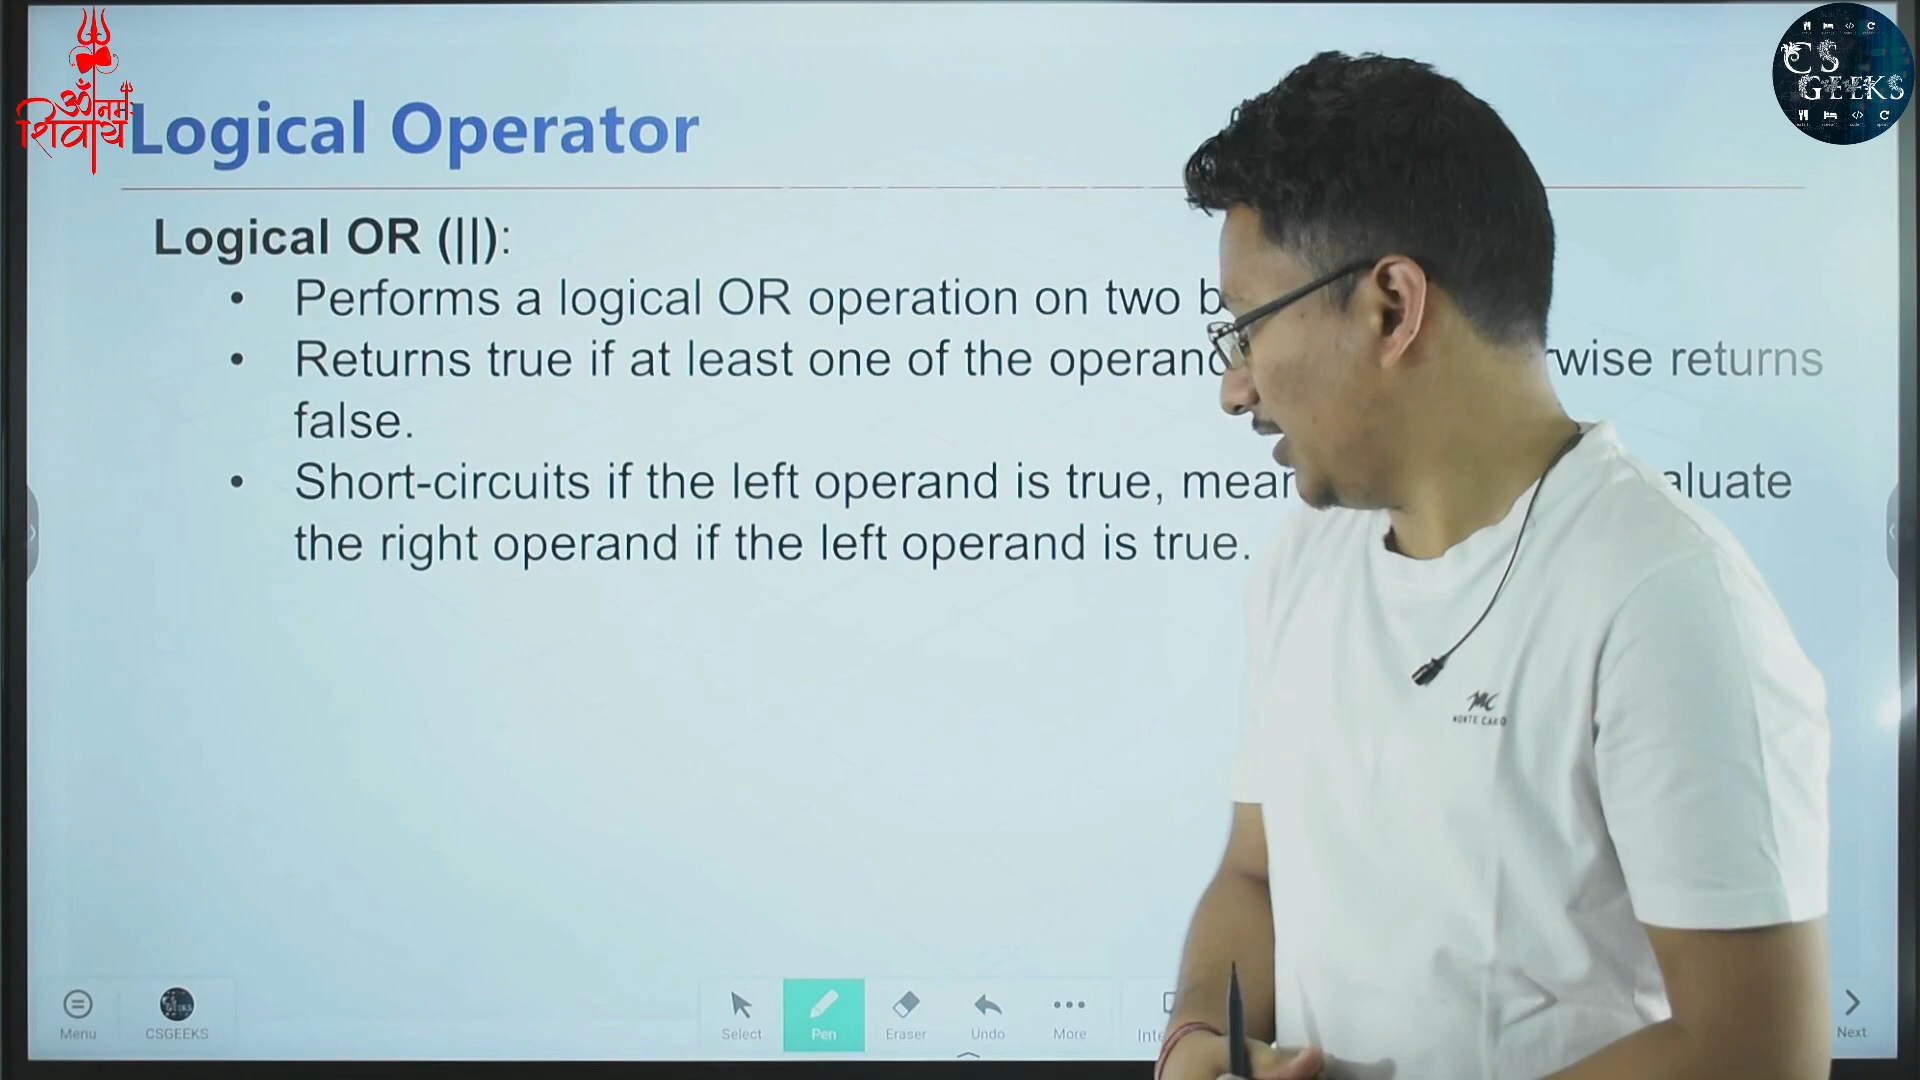 ॐ नमः
शिवाय
CS
GEEKS
Logical Operator
Logical OR (||):
• Performs a logical OR operation on two b
• Returns true if at least one of the operand wise returns
false.
• Short-circuits if the left operand is true, mean aluate
the right operand if the left operand is true.
MONTE CARLO
Menu
CSGEEKS
Select
Pen
Eraser
Undo
More
Inte
Next